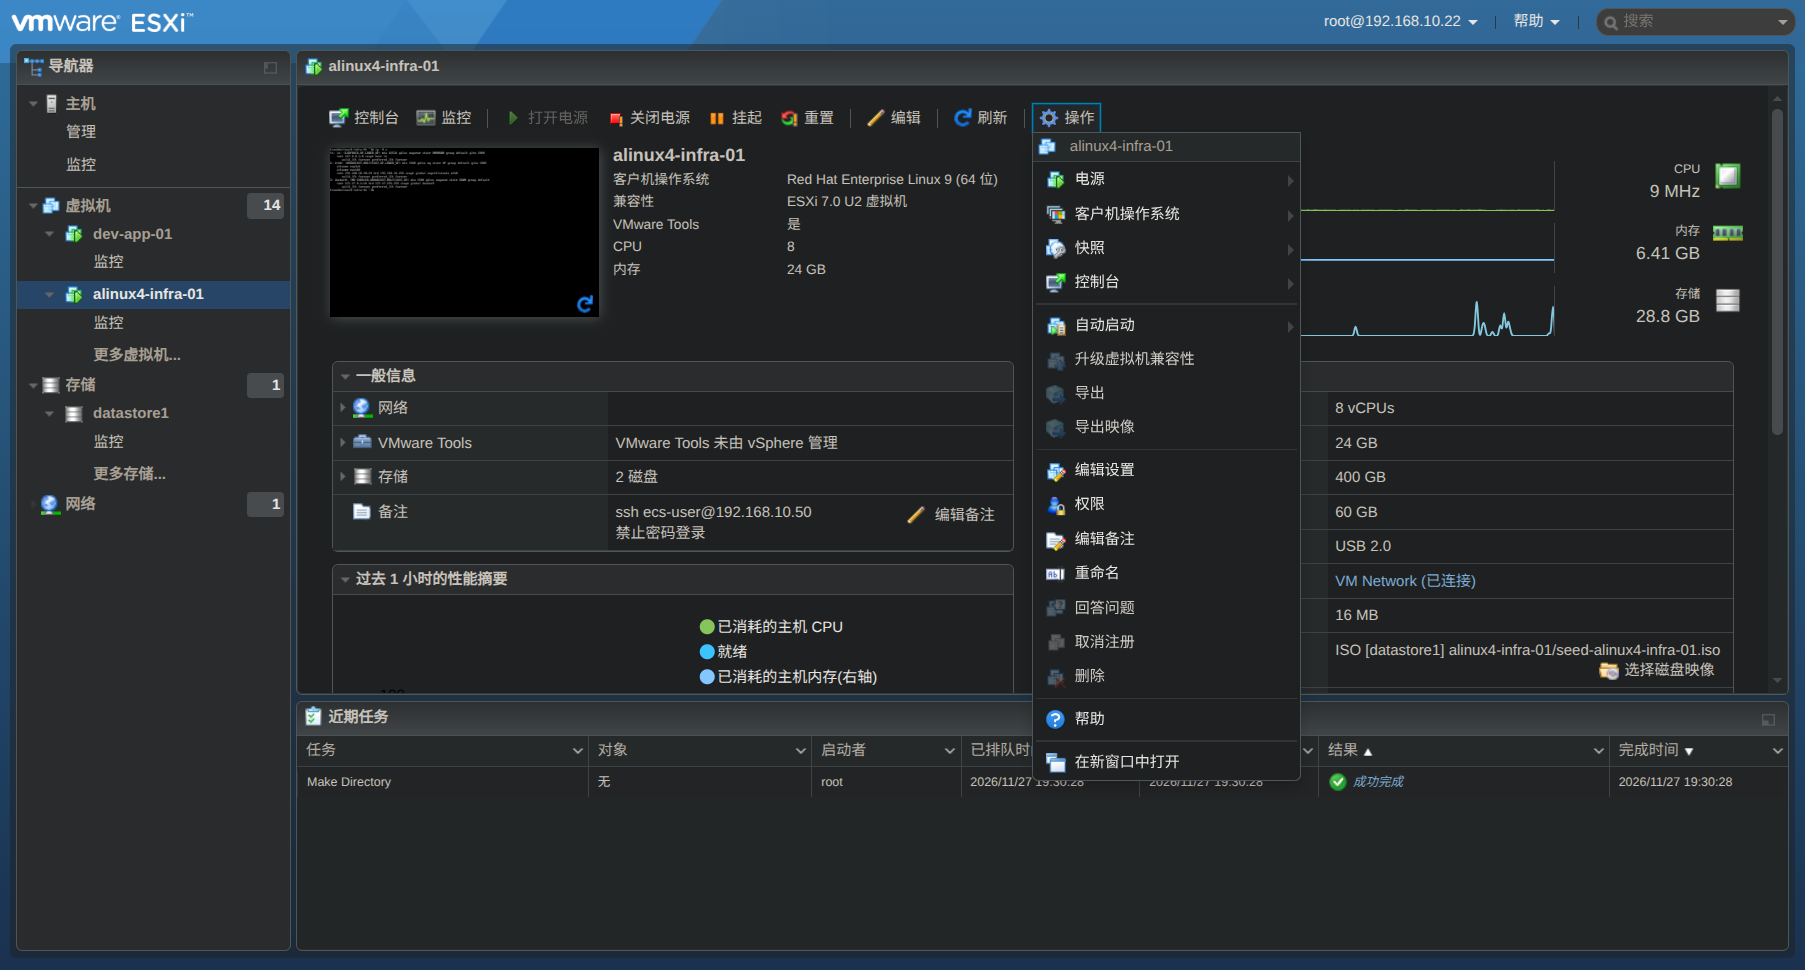 vmware ESXi™
root@192.168.10.22
帮助
搜索
导航器
主机
管理
监控
虚拟机 14
dev-app-01
监控
alinux4-infra-01
监控
更多虚拟机...
存储 1
datastore1
监控
更多存储...
网络 1
alinux4-infra-01
控制台 监控 打开电源 关闭电源 挂起 重置 编辑 刷新 操作
alinux4-infra-01
客户机操作系统 Red Hat Enterprise Linux 9 (64 位)
兼容性 ESXi 7.0 U2 虚拟机
VMware Tools 是
CPU 8
内存 24 GB
CPU
9 MHz
内存
6.41 GB
存储
28.8 GB
一般信息
网络
VMware Tools VMware Tools 未由 vSphere 管理
存储 2 磁盘
备注 ssh ecs-user@192.168.10.50
禁止密码登录
编辑备注
过去 1 小时的性能摘要
已消耗的主机 CPU
就绪
已消耗的主机内存(右轴)
alinux4-infra-01
电源
客户机操作系统
快照
控制台
自动启动
升级虚拟机兼容性
导出
导出映像
编辑设置
权限
编辑备注
重命名
回答问题
取消注册
删除
帮助
在新窗口中打开
8 vCPUs
24 GB
400 GB
60 GB
USB 2.0
VM Network (已连接)
16 MB
ISO [datastore1] alinux4-infra-01/seed-alinux4-infra-01.iso
选择磁盘映像
近期任务
任务 对象 启动者 已排队时 结果 完成时间
Make Directory 无 root 2026/11/27 19:30:28 2026/11/27 19:30:28 成功完成 2026/11/27 19:30:28